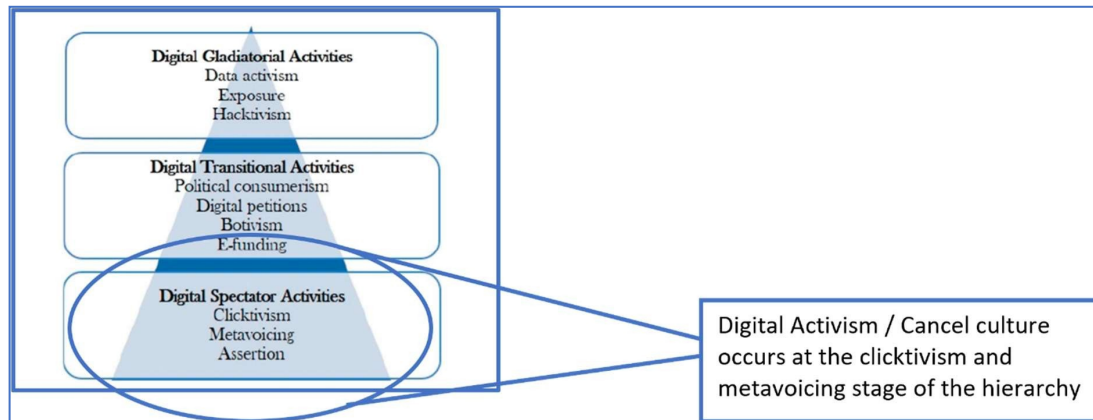 Digital Gladiatorial Activities
Data activism
Exposure
Hacktivism
Digital Transitional Activities
Political consumerism
Digital petitions
Botivism
E-funding
Digital Spectator Activities
Clicktivism
Metavoicing
Assertion
Digital Activism / Cancel culture
occurs at the clicktivism and
metavoicing stage of the hierarchy